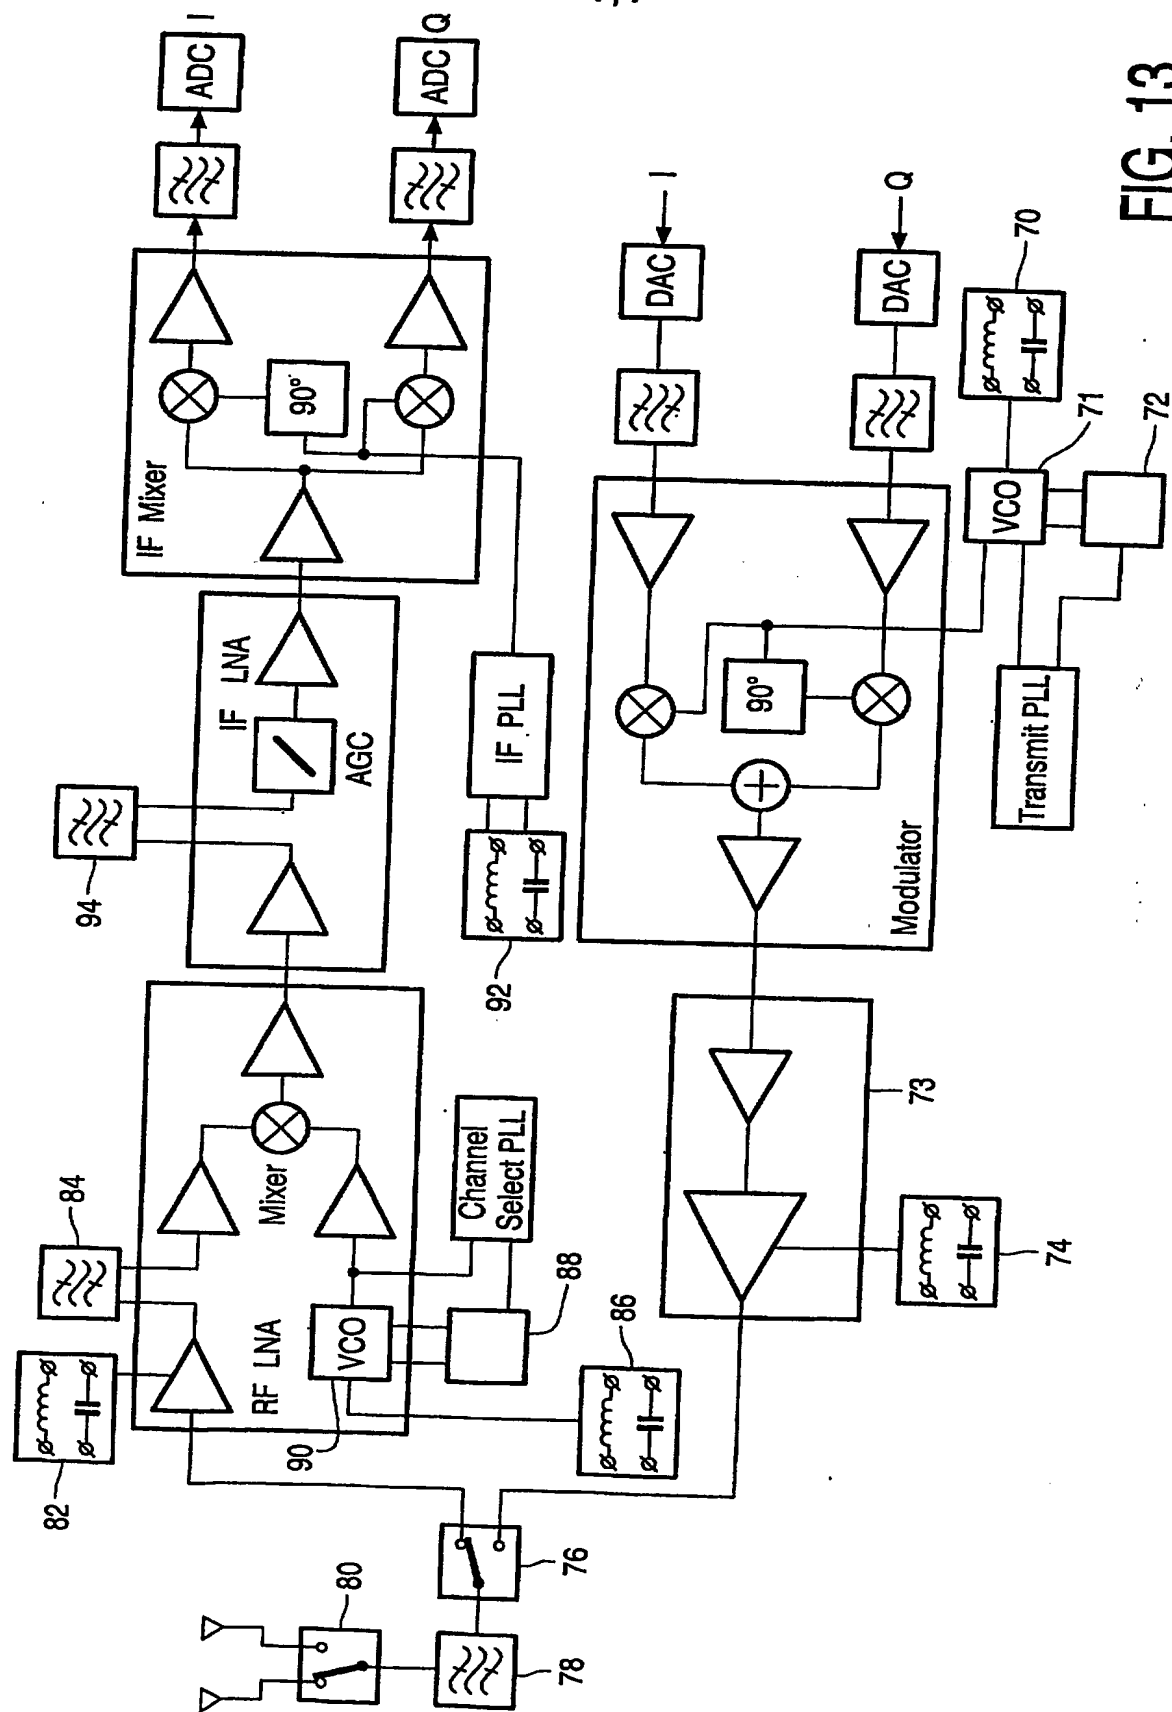 I
Q
ADC
ADC
IF Mixer
90°
IF LNA
AGC
94
IF PLL
92
84
Mixer
Channel
Select PLL
88
82
RF LNA
VCO
90
86
80
76
78
I
Q
DAC
DAC
70
71
VCO
72
90°
Modulator
Transmit PLL
73
74
FIG. 13